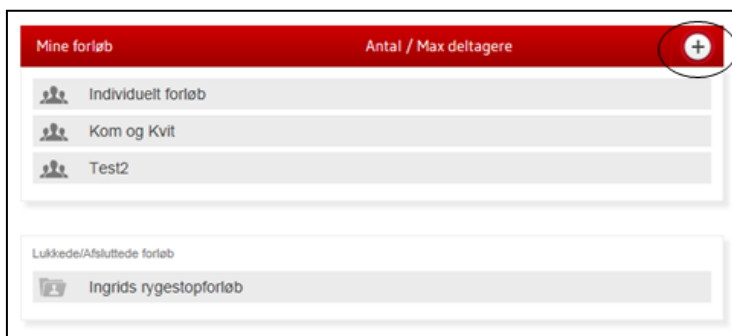 Mine forløb Antal / Max deltagere
Individuelt forløb
Kom og Kvit
Test2
Lukkede/Afsluttede forløb
Ingrids rygestopforløb